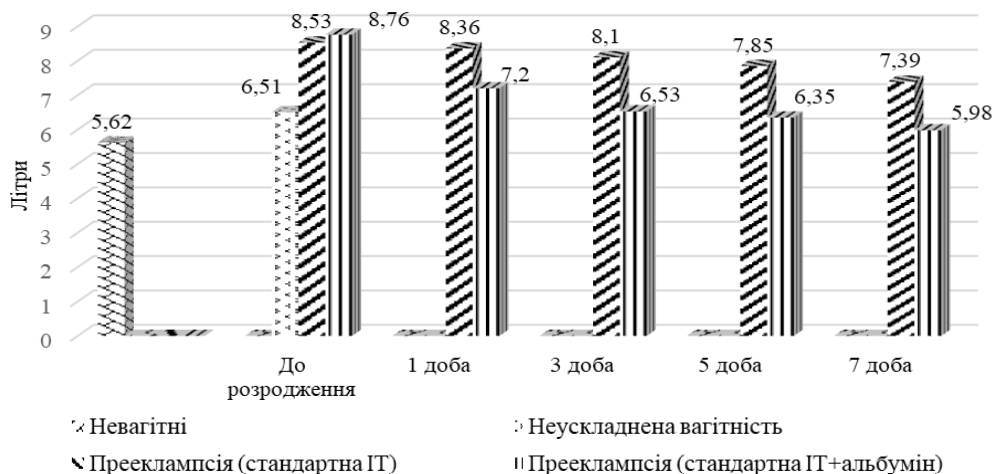 Літри
9
8
7
6
5
4
3
2
1
0
5,62
6,51
8,53
8,76
8,36
7,2
8,1
6,53
7,85
6,35
7,39
5,98
До
розродження
1 доба
3 доба
5 доба
7 доба
Невагітні
Неускладнена вагітність
Прееклампсія (стандартна ІТ)
Прееклампсія (стандартна ІТ+альбумін)